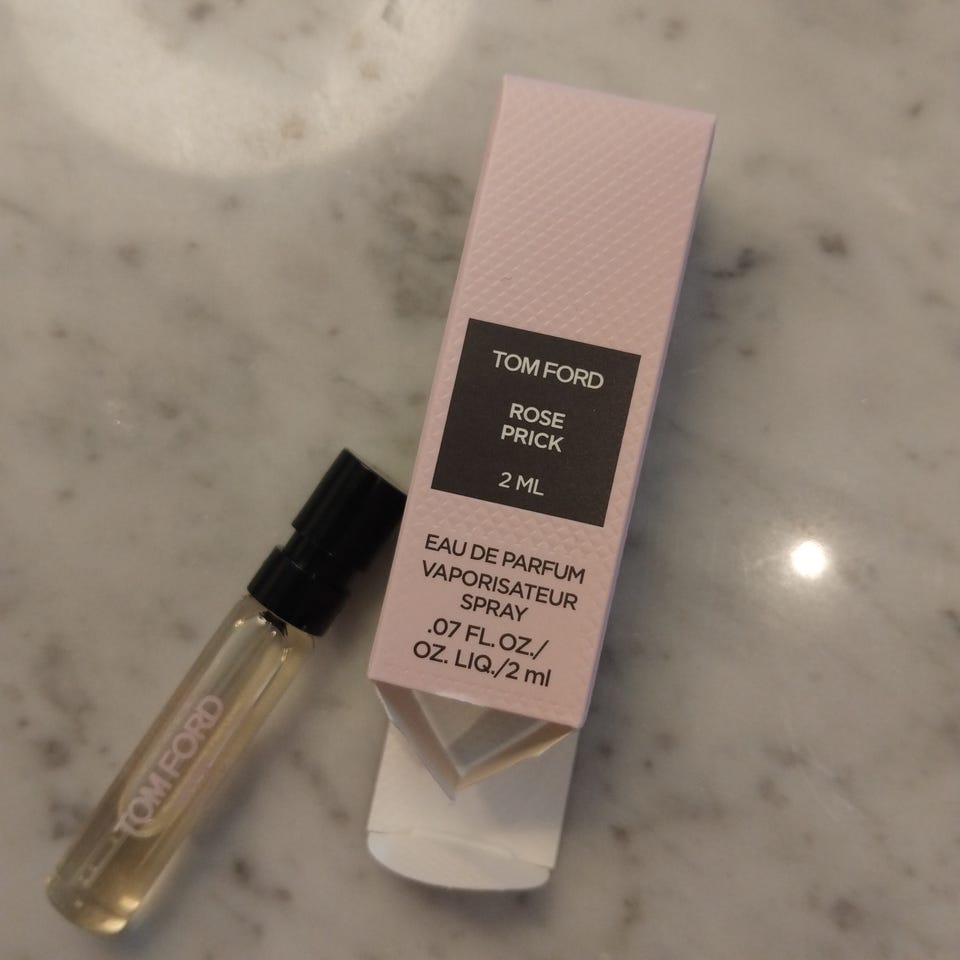 TOM FORD
ROSE
PRICK
2 ML
EAU DE PARFUM
VAPORISATEUR
SPRAY
.07 FL. OZ./
OZ. LIQ./2 ml
TOM FORD